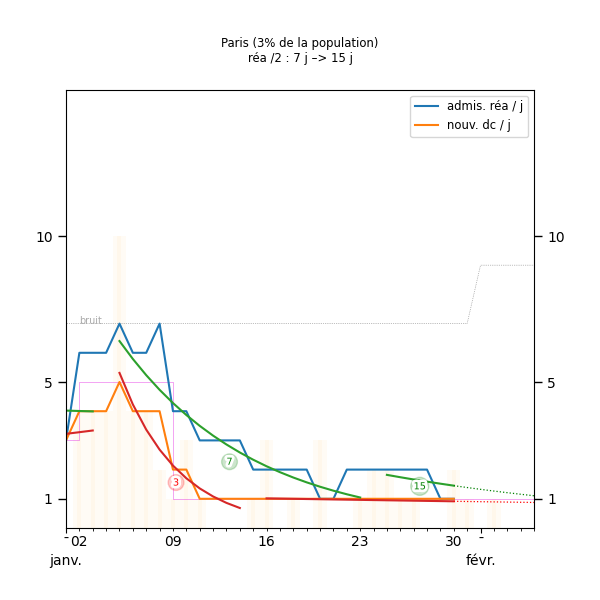 Paris (3% de la population)
réa /2 : 7 j –> 15 j
admis. réa / j
nouv. dc / j
10 10
bruit
5 5
7
3
15
1 1
- 02 09 16 23 30 -
janv. févr.